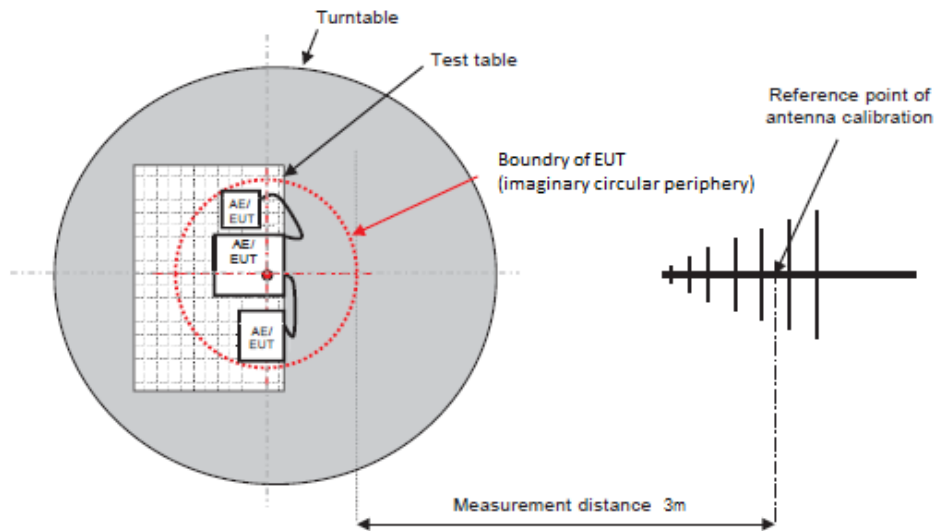 Turntable
Test table
Reference point of
antenna calibration
Boundry of EUT
(imaginary circular periphery)
AE/
EUT
AE/
EUT
AE/
EUT
Measurement distance 3m